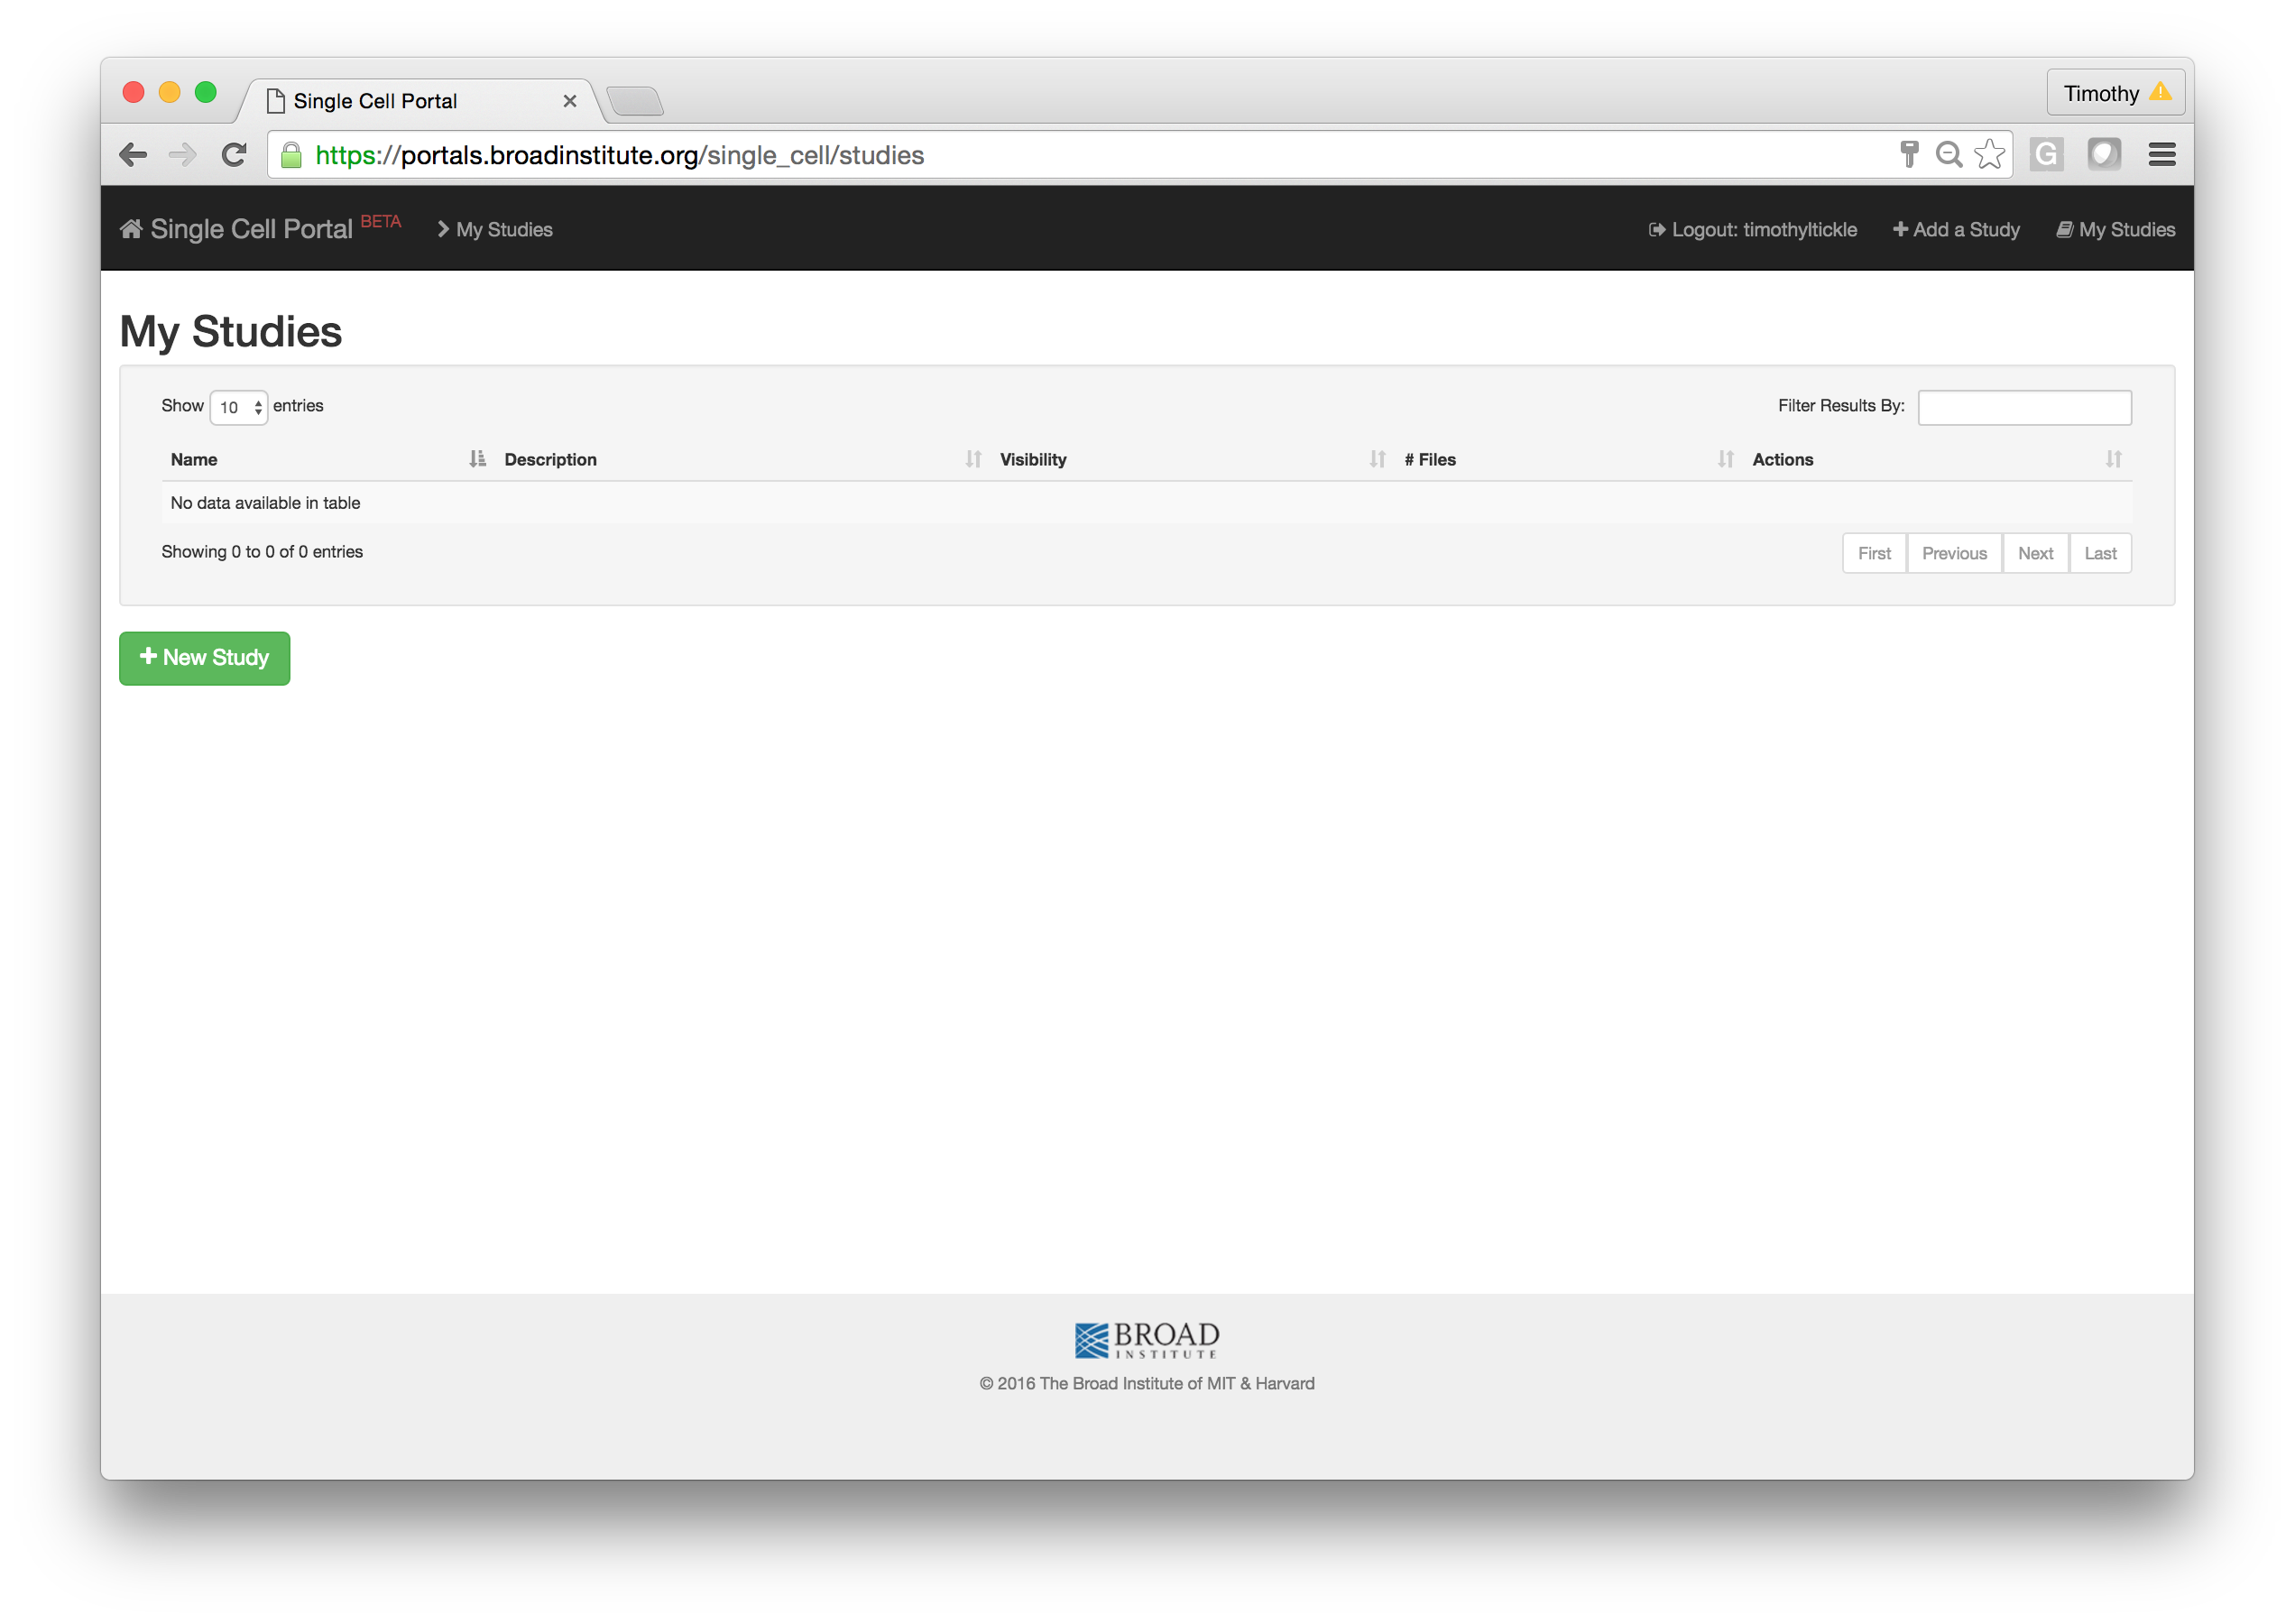 Single Cell Portal
Timothy
https://portals.broadinstitute.org/single_cell/studies
G
Single Cell Portal BETA My Studies Logout: timothyltickle Add a Study My Studies
My Studies
Show 10 entries Filter Results By:
Name Description Visibility # Files Actions
No data available in table
Showing 0 to 0 of 0 entries First Previous Next Last
+ New Study
BROAD
INSTITUTE
© 2016 The Broad Institute of MIT & Harvard